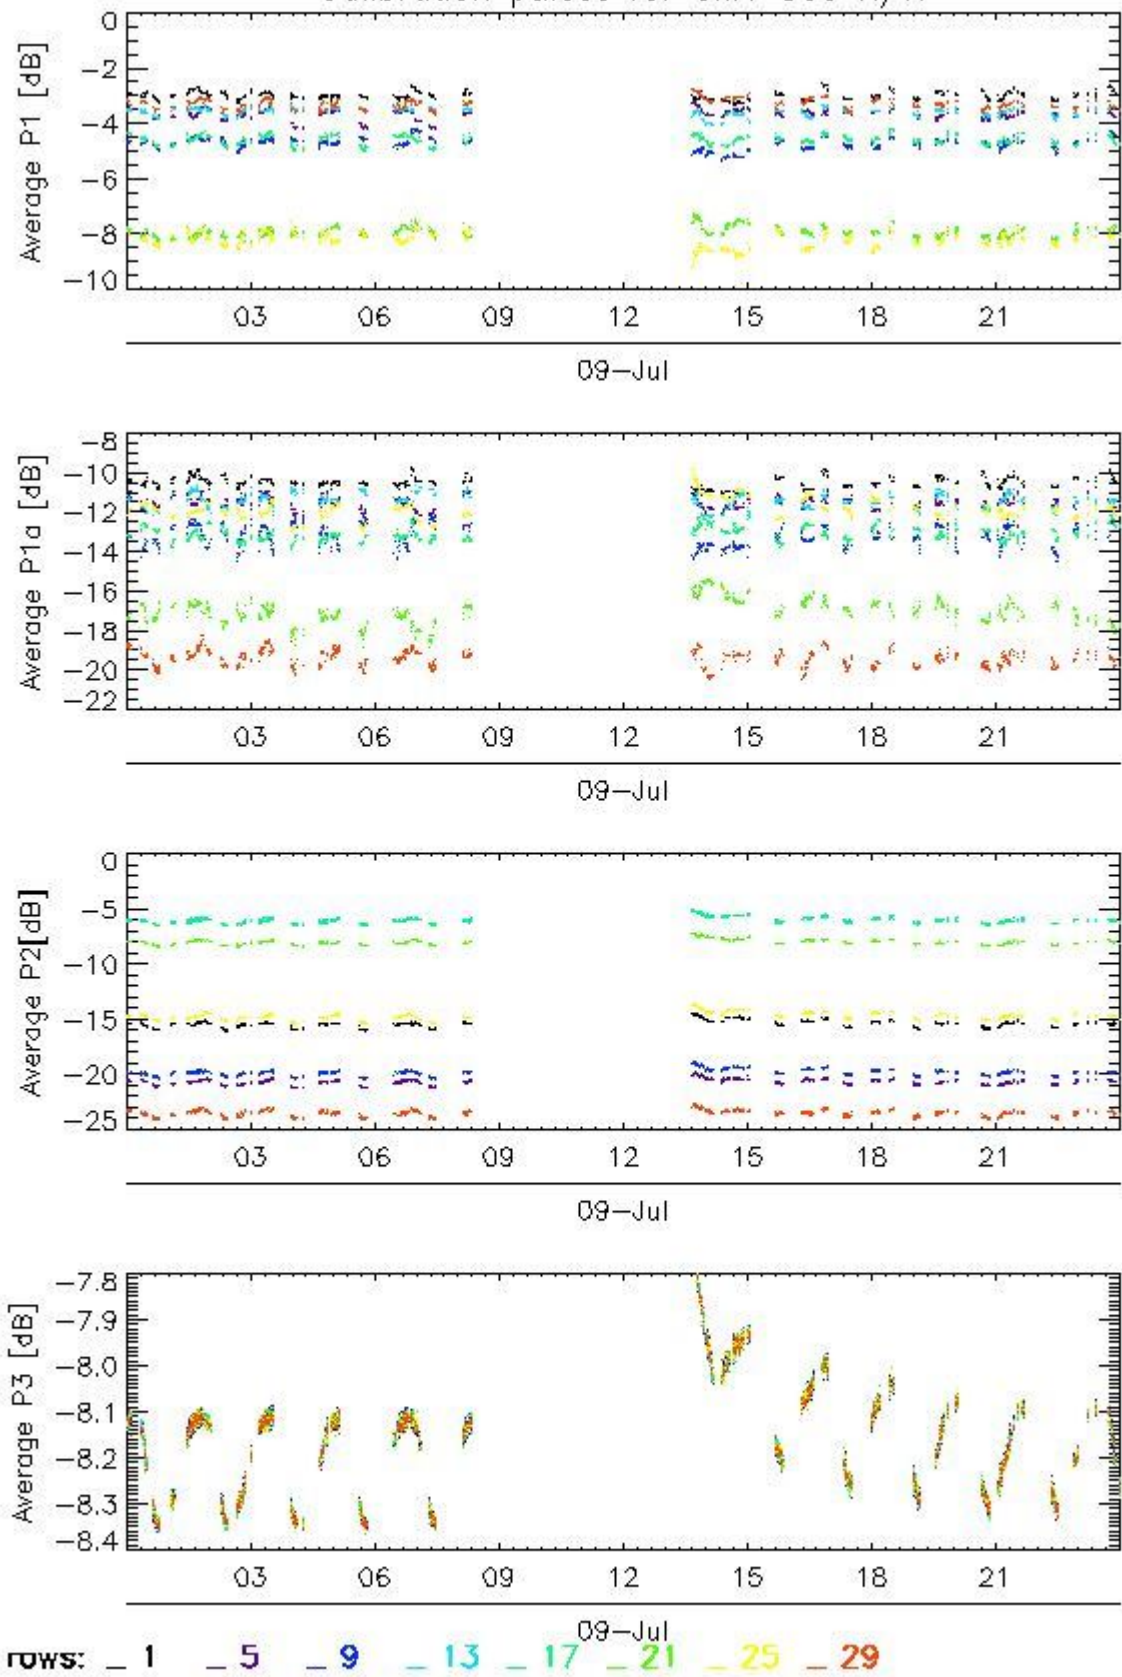 Average P1 [dB]
0
−2
−4
−6
−8
−10
03 06 09 12 15 18 21
09−Jul
Average P1a [dB]
−8
−10
−12
−14
−16
−18
−20
−22
03 06 09 12 15 18 21
09−Jul
Average P2[dB]
0
−5
−10
−15
−20
−25
03 06 09 12 15 18 21
09−Jul
Average P3 [dB]
−7.8
−7.9
−8.0
−8.1
−8.2
−8.3
−8.4
03 06 09 12 15 18 21
09−Jul
rows: _ 1 _ 5 _ 9 _ 13 _ 17 _ 21 _ 25 _ 29